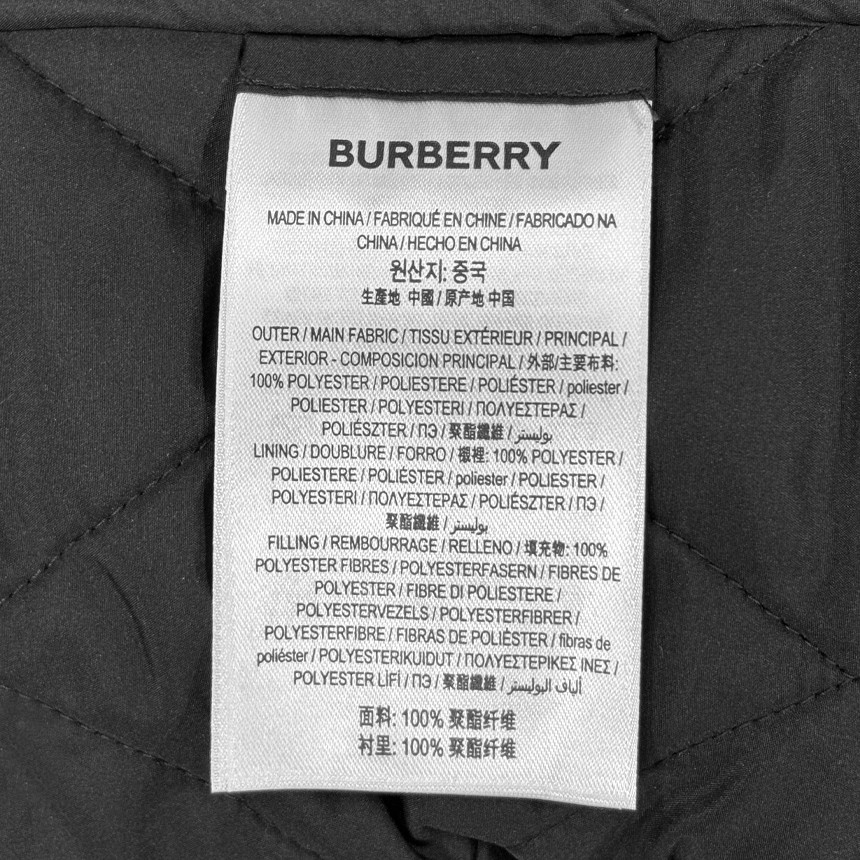 BURBERRY
MADE IN CHINA / FABRIQUÉ EN CHINE / FABRICADO NA
CHINA / HECHO EN CHINA
원산지: 중국
生產地 中國 / 原产地 中国
OUTER / MAIN FABRIC / TISSU EXTÉRIEUR / PRINCIPAL /
EXTERIOR - COMPOSICION PRINCIPAL / 外部/主要布料:
100% POLYESTER / POLIESTERE / POLIÉSTER / poliester /
POLIESTER / POLYESTERI / ΠΟΛΥΕΣΤΕΡΑΣ /
POLIÉSZTER / ПЭ / 聚酯纖維 / بوليستر
LINING / DOUBLURE / FORRO / 襯裡: 100% POLYESTER /
POLIESTERE / POLIÉSTER / poliester / POLIESTER /
POLYESTERI / ΠΟΛΥΕΣΤΕΡΑΣ / POLIÉSZTER / ПЭ /
聚酯纖維 / بوليستر
FILLING / REMBOURRAGE / RELLENO / 填充物: 100%
POLYESTER FIBRES / POLYESTERFASERN / FIBRES DE
POLYESTER / FIBRE DI POLIESTERE /
POLYESTERVEZELS / POLYESTERFIBRER /
POLYESTERFIBRE / FIBRAS DE POLIÉSTER / fibras de
poliéster / POLYESTERIKUIDUT / ΠΟΛΥΕΣΤΕΡΙΚΕΣ ΙΝΕΣ /
POLYESTER LİFİ / ПЭ / 聚酯纖維 / ألياف البوليستر
面料: 100% 聚酯纤维
衬里: 100% 聚酯纤维